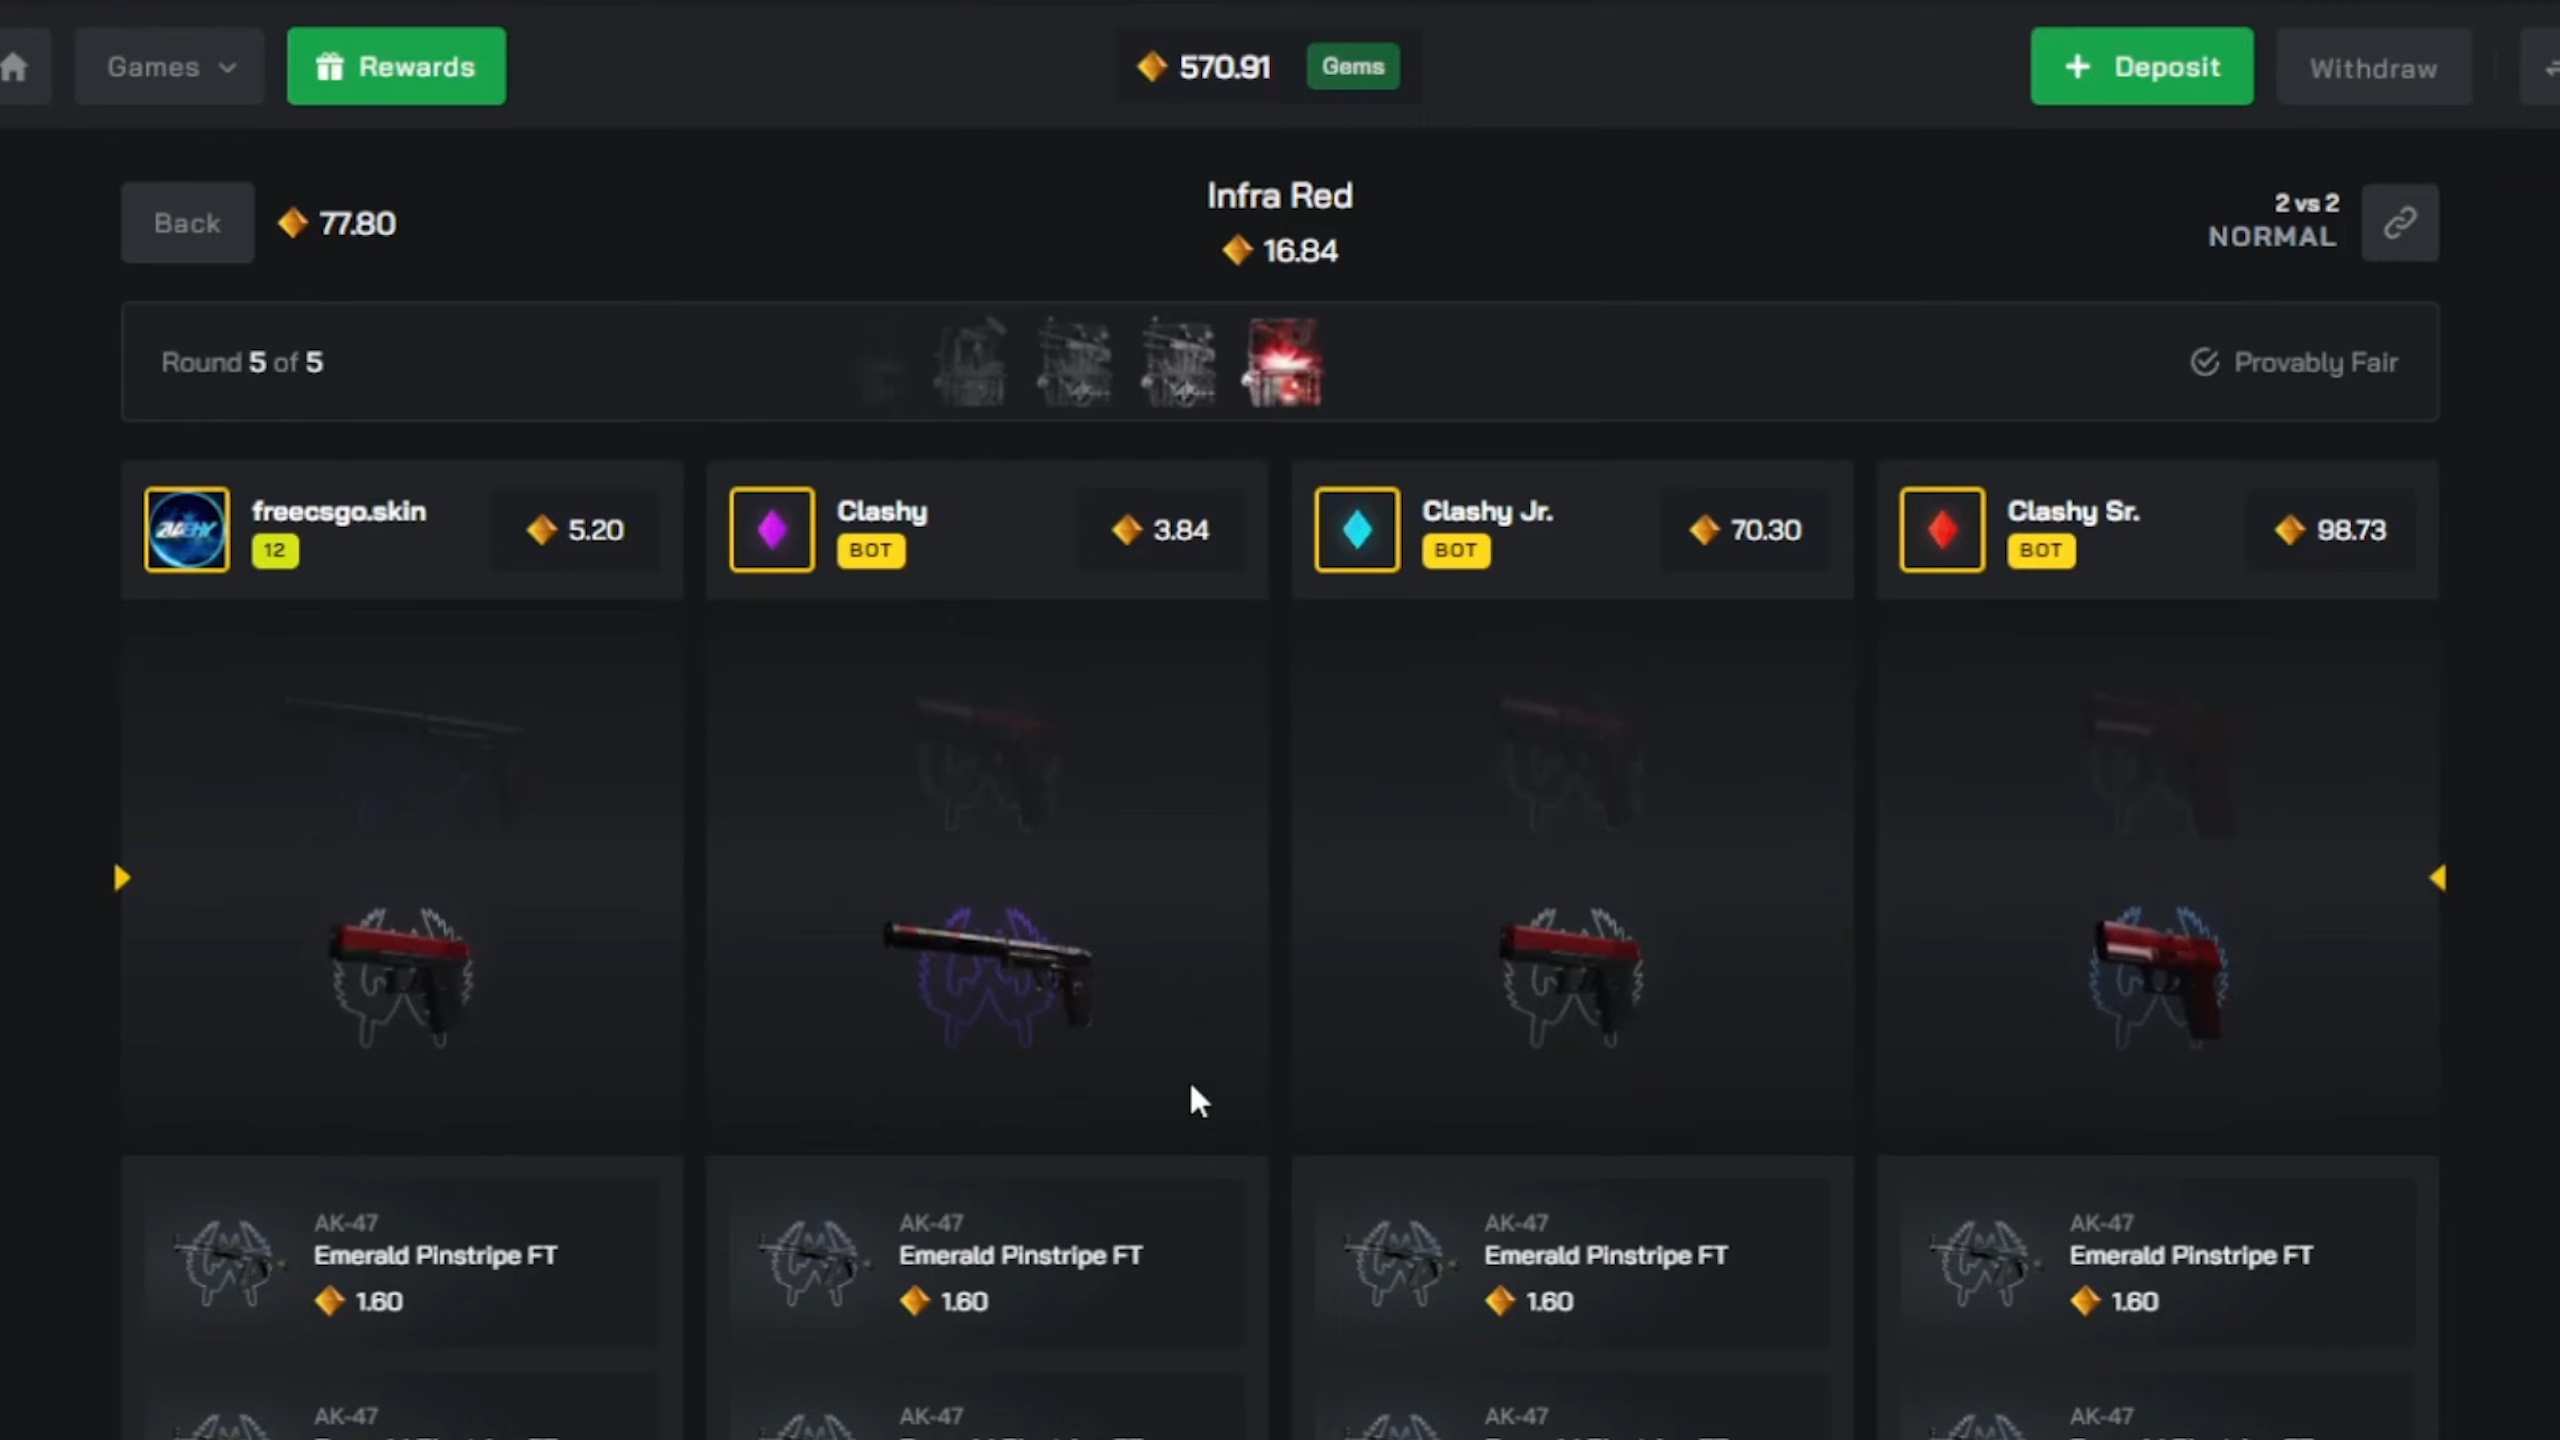 Games
Rewards
570.91 Gems
Deposit
Withdraw
Back
77.80
Infra Red
16.84
2 vs 2
NORMAL
Round 5 of 5
Provably Fair
freecsgo.skin
12
5.20
Clashy
BOT
3.84
Clashy Jr.
BOT
70.30
Clashy Sr.
BOT
98.73
AK-47
Emerald Pinstripe FT
1.60
AK-47
Emerald Pinstripe FT
1.60
AK-47
Emerald Pinstripe FT
1.60
AK-47
Emerald Pinstripe FT
1.60
AK-47
AK-47
AK-47
AK-47